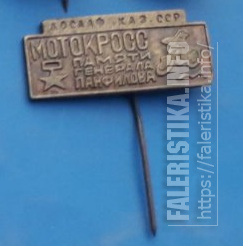 ДОСААФ КАЗ.ССР
МОТОКРОСС
ПАМЯТИ
ГЕНЕРАЛА
ПАНФИЛОВА
FALERISTIKA.INFO
https://faleristika.info